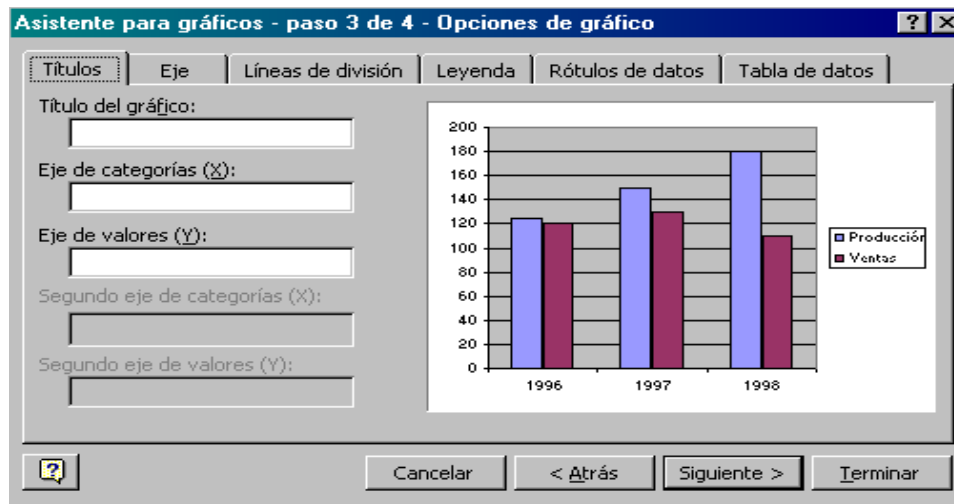 Asistente para gráficos - paso 3 de 4 - Opciones de gráfico
Títulos Eje Líneas de división Leyenda Rótulos de datos Tabla de datos
Título del gráfico:
Eje de categorías (X):
Eje de valores (Y):
Segundo eje de categorías (X):
Segundo eje de valores (Y):
200
180
160
140
120
100
80
60
40
20
0
1996 1997 1998
Producción
Ventas
Cancelar < Atrás Siguiente > Terminar